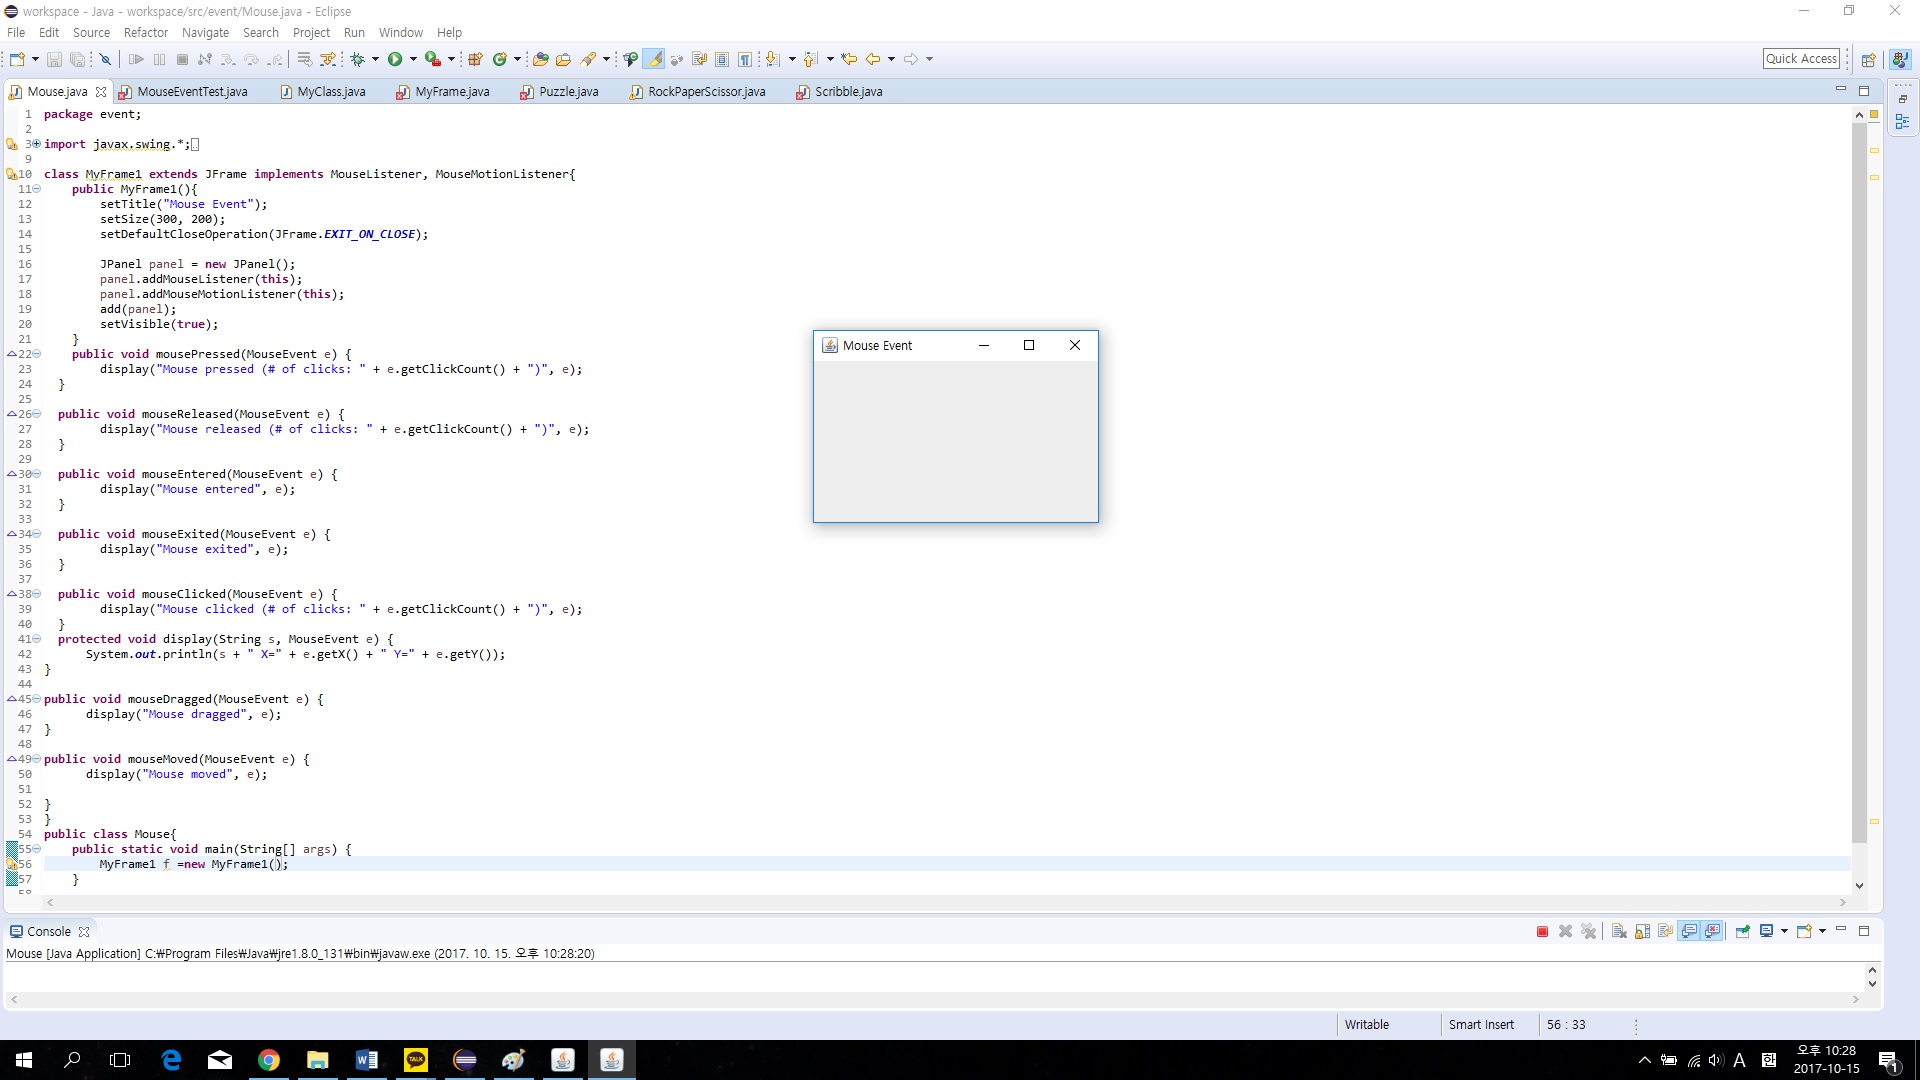 workspace - Java - workspace/src/event/Mouse.java - Eclipse
File Edit Source Refactor Navigate Search Project Run Window Help
Quick Access
Mouse.java MouseEventTest.java MyClass.java MyFrame.java Puzzle.java RockPaperScissor.java Scribble.java
1 package event;
2
3 import javax.swing.*;
9
10 class MyFrame1 extends JFrame implements MouseListener, MouseMotionListener{
11 public MyFrame1(){
12 setTitle("Mouse Event");
13 setSize(300, 200);
14 setDefaultCloseOperation(JFrame.EXIT_ON_CLOSE);
15
16 JPanel panel = new JPanel();
17 panel.addMouseListener(this);
18 panel.addMouseMotionListener(this);
19 add(panel);
20 setVisible(true);
21 }
22 public void mousePressed(MouseEvent e) {
23 display("Mouse pressed (# of clicks: " + e.getClickCount() + ")", e);
24 }
25
26 public void mouseReleased(MouseEvent e) {
27 display("Mouse released (# of clicks: " + e.getClickCount() + ")", e);
28 }
29
30 public void mouseEntered(MouseEvent e) {
31 display("Mouse entered", e);
32 }
33
34 public void mouseExited(MouseEvent e) {
35 display("Mouse exited", e);
36 }
37
38 public void mouseClicked(MouseEvent e) {
39 display("Mouse clicked (# of clicks: " + e.getClickCount() + ")", e);
40 }
41 protected void display(String s, MouseEvent e) {
42 System.out.println(s + " X=" + e.getX() + " Y=" + e.getY());
43 }
44
45 public void mouseDragged(MouseEvent e) {
46 display("Mouse dragged", e);
47 }
48
49 public void mouseMoved(MouseEvent e) {
50 display("Mouse moved", e);
51
52 }
53 }
54 public class Mouse{
55 public static void main(String[] args) {
56 MyFrame1 f =new MyFrame1();
57 }
58
Mouse Event
Console
Mouse [Java Application] C:₩Program Files₩Java₩jre1.8.0_131₩bin₩javaw.exe (2017. 10. 15. 오후 10:28:20)
Writable Smart Insert 56 : 33
TALK
A 한
오후 10:28
2017-10-15
1